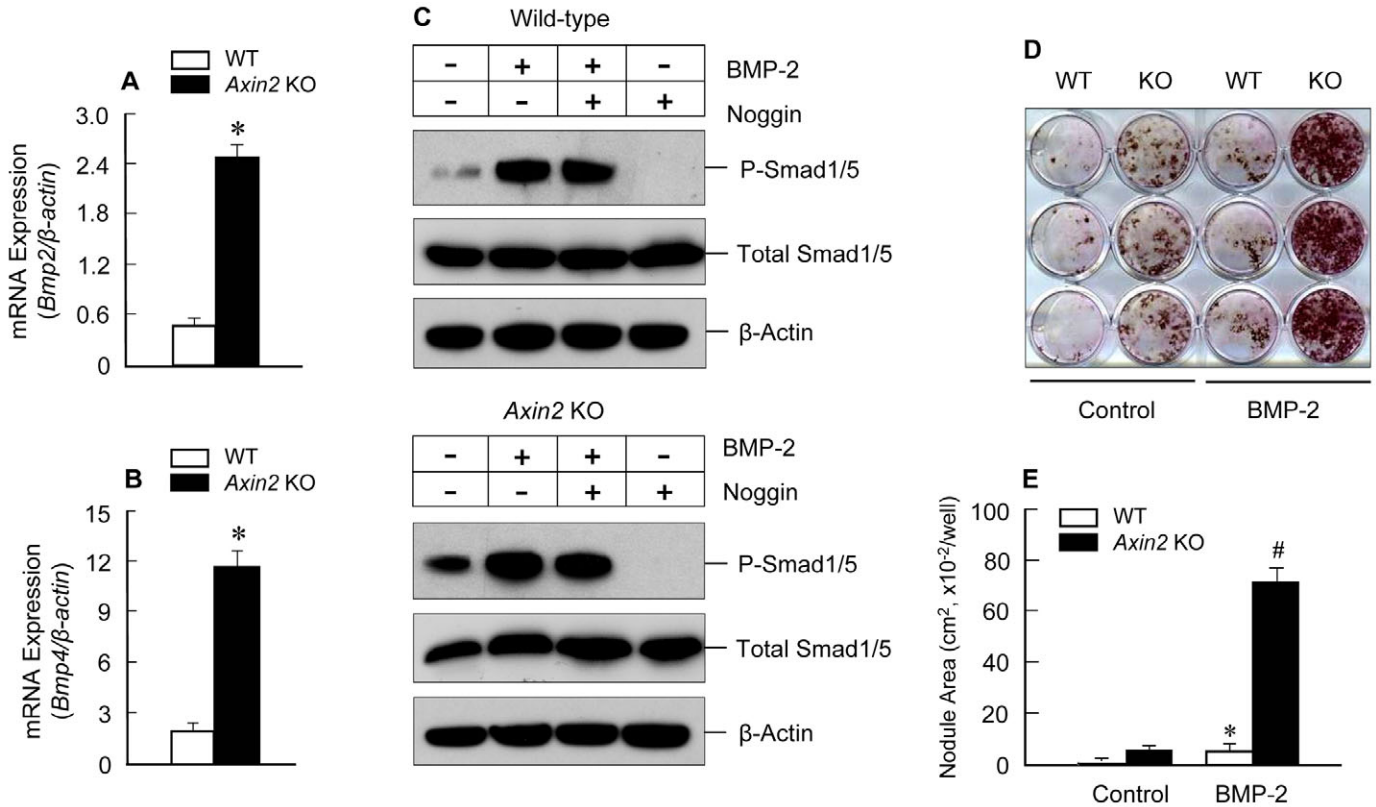 A
WT
Axin2 KO
mRNA Expression
(Bmp2/β-actin)
3.0
2.4
1.8
1.2
0.6
0
*
B
WT
Axin2 KO
mRNA Expression
(Bmp4/β-actin)
15
12
9
6
3
0
*
C
Wild-type
- + + - BMP-2
- - + + Noggin
P-Smad1/5
Total Smad1/5
β-Actin
Axin2 KO
- + + - BMP-2
- - + + Noggin
P-Smad1/5
Total Smad1/5
β-Actin
D
WT KO WT KO
Control BMP-2
E
WT
Axin2 KO
Nodule Area (cm², x10⁻²/well)
100
80
60
40
20
0
*
#
Control BMP-2